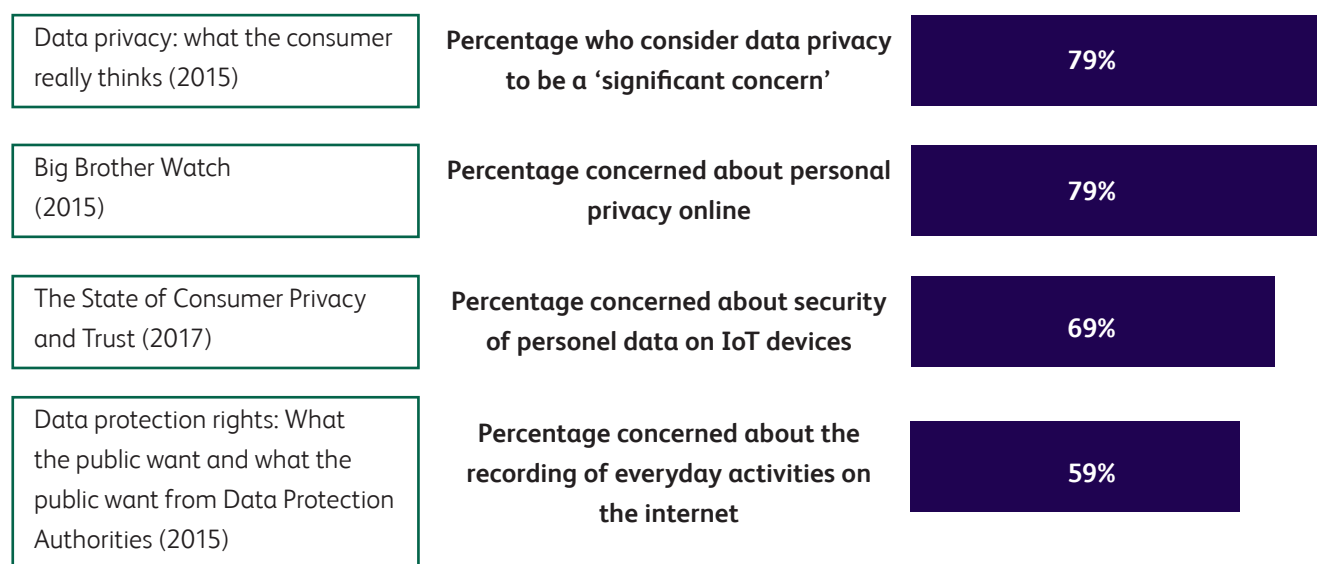 Data privacy: what the consumer
really thinks (2015)
Percentage who consider data privacy
to be a ‘significant concern’
79%
Big Brother Watch
(2015)
Percentage concerned about personal
privacy online
79%
The State of Consumer Privacy
and Trust (2017)
Percentage concerned about security
of personel data on IoT devices
69%
Data protection rights: What
the public want and what the
public want from Data Protection
Authorities (2015)
Percentage concerned about the
recording of everyday activities on
the internet
59%